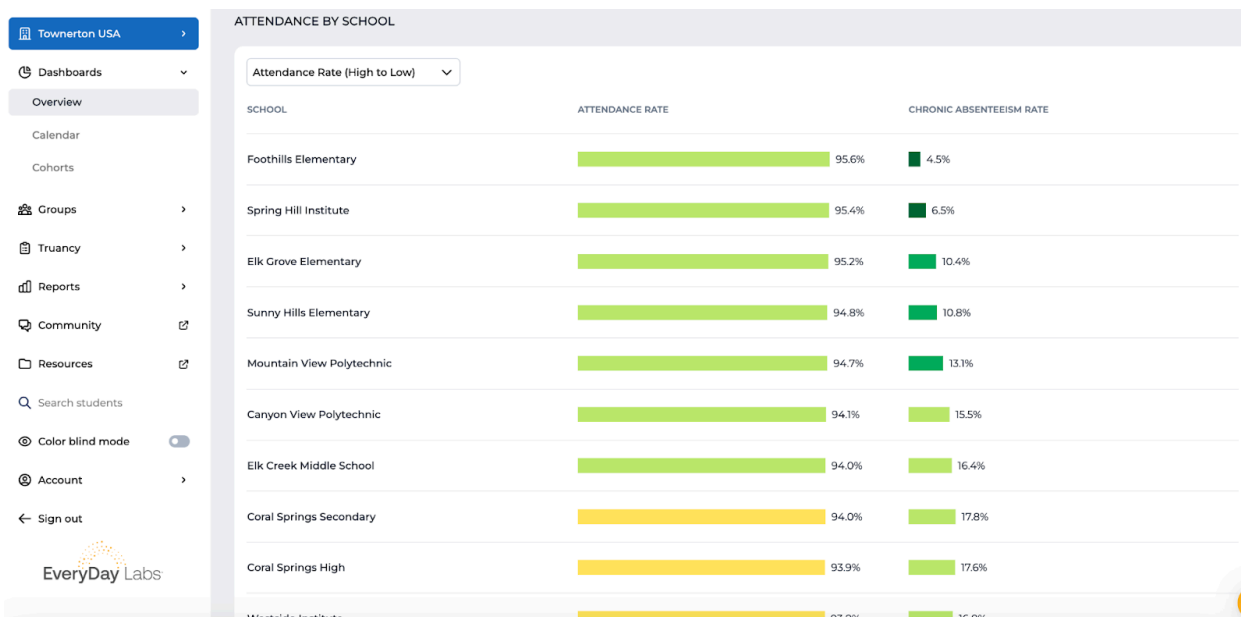 Townerton USA
Dashboards
Overview
Calendar
Cohorts
Groups
Truancy
Reports
Community
Resources
Search students
Color blind mode
Account
Sign out
EveryDay Labs
ATTENDANCE BY SCHOOL
Attendance Rate (High to Low)
SCHOOL ATTENDANCE RATE CHRONIC ABSENTEEISM RATE
Foothills Elementary 95.6% 4.5%
Spring Hill Institute 95.4% 6.5%
Elk Grove Elementary 95.2% 10.4%
Sunny Hills Elementary 94.8% 10.8%
Mountain View Polytechnic 94.7% 13.1%
Canyon View Polytechnic 94.1% 15.5%
Elk Creek Middle School 94.0% 16.4%
Coral Springs Secondary 94.0% 17.8%
Coral Springs High 93.9% 17.6%